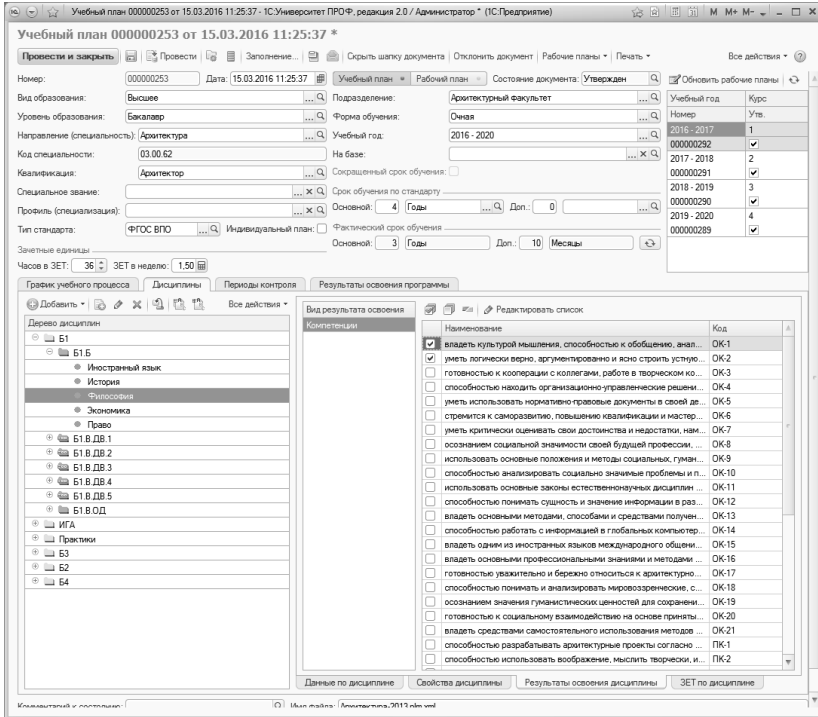 Учебный план 000000253 от 15.03.2016 11:25:37 - 1С:Университет ПРОФ, редакция 2.0 / Администратор * (1С:Предприятие) M M+ M-
Учебный план 000000253 от 15.03.2016 11:25:37 *
Провести и закрыть Провести Заполнение... Скрыть шапку документа Отклонить документ Рабочие планы Печать Все действия
Номер: 000000253 Дата: 15.03.2016 11:25:37 Учебный план Рабочий план Состояние документа: Утвержден Обновить рабочие планы
Вид образования: Высшее Подразделение: Архитектурный факультет Учебный год Курс
Уровень образования: Бакалавр Форма обучения: Очная Номер Утв.
Направление (специальность): Архитектура Учебный год: 2016 - 2020 2016 - 2017 1
000000292
Код специальности: 03.00.62 На базе: 2017 - 2018 2
Квалификация: Архитектор Сокращенный срок обучения: 000000291
Специальное звание: Срок обучения по стандарту 2018 - 2019 3
Профиль (специализация): Основной: 4 Годы Доп.: 0 000000290
2019 - 2020 4
Тип стандарта: ФГОС ВПО Индивидуальный план: Фактический срок обучения 000000289
Зачетные единицы Основной: 3 Годы Доп.: 10 Месяцы
Часов в ЗЕТ: 36 ЗЕТ в неделю: 1,50
График учебного процесса Дисциплины Периоды контроля Результаты освоения программы
Добавить Все действия
Дерево дисциплин
Б1
Б1.Б
Иностранный язык
История
Философия
Экономика
Право
Б1.В.ДВ.1
Б1.В.ДВ.2
Б1.В.ДВ.3
Б1.В.ДВ.4
Б1.В.ДВ.5
Б1.В.ОД
ИГА
Практики
Б3
Б2
Б4
Вид результата освоения
Компетенции
Редактировать список
Наименование Код
владеть культурой мышления, способностью к обобщению, анал... ОК-1
уметь логически верно, аргументированно и ясно строить устную... ОК-2
готовностью к кооперации с коллегами, работе в творческом ко... ОК-3
способностью находить организационно-управленческие решени... ОК-4
уметь использовать нормативно-правовые документы в своей де... ОК-5
стремится к саморазвитию, повышению квалификации и мастер... ОК-6
уметь критически оценивать свои достоинства и недостатки, нам... ОК-7
осознанием социальной значимости своей будущей профессии, ... ОК-8
использовать основные положения и методы социальных, гуман... ОК-9
способностью анализировать социально значимые проблемы и п... ОК-10
использовать основные законы естественнонаучных дисциплин ... ОК-11
способностью понимать сущность и значение информации в раз... ОК-12
владеть основными методами, способами и средствами получен... ОК-13
способностью работать с информацией в глобальных компьютер... ОК-14
владеть одним из иностранных языков международного общени... ОК-15
владеть основными профессиональными знаниями и методами ... ОК-16
готовностью уважительно и бережно относиться к архитектурно... ОК-17
способностью понимать и анализировать мировоззренческие, с... ОК-18
осознанием значения гуманистических ценностей для сохранени... ОК-19
готовностью к социальному взаимодействию на основе приняты... ОК-20
владеть средствами самостоятельного использования методов ... ОК-21
способностью разрабатывать архитектурные проекты согласно ... ПК-1
способностью использовать воображение, мыслить творчески, и... ПК-2
Данные по дисциплине Свойства дисциплины Результаты освоения дисциплины ЗЕТ по дисциплине
Комментарий к состоянию: Имя файла: Архитектура-2013.plm.xml